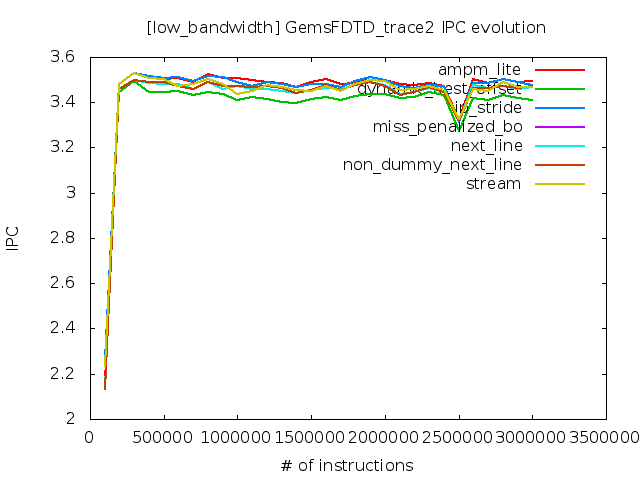 [low_bandwidth] GemsFDTD_trace2 IPC evolution
3.6
3.4
3.2
3
2.8
2.6
2.4
2.2
2
IPC
ampm_lite
ip_stride
miss_penalized_bo
next_line
non_dummy_next_line
stream
0
500000
1000000
1500000
2000000
2500000
3000000
3500000
# of instructions